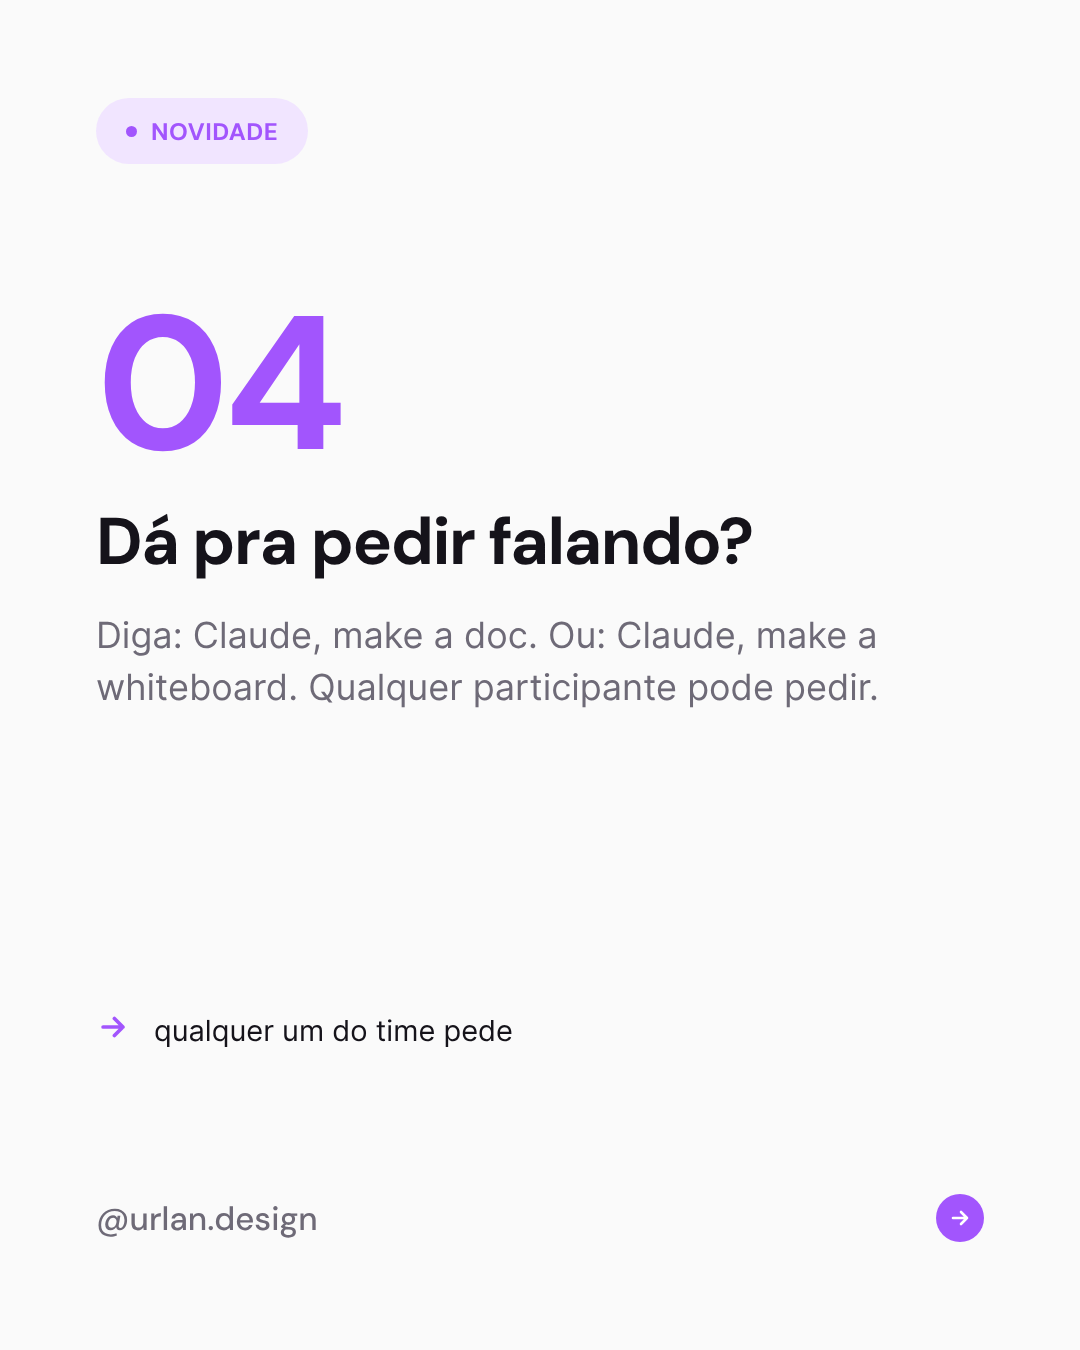 NOVIDADE
04
Dá pra pedir falando?
Diga: Claude, make a doc. Ou: Claude, make a
whiteboard. Qualquer participante pode pedir.
qualquer um do time pede
@urlan.design